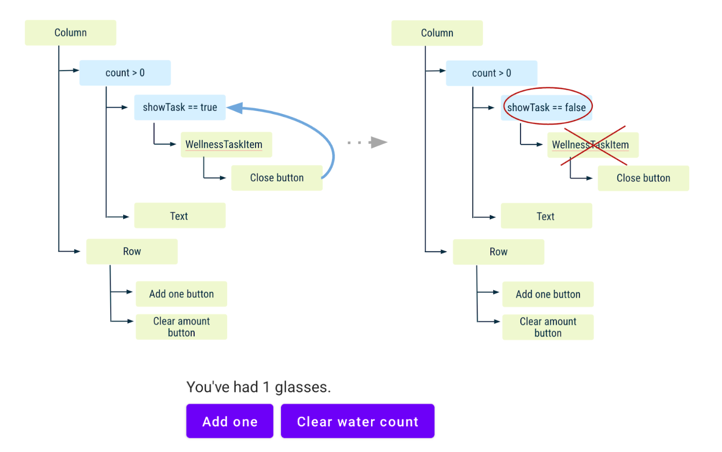 Column
count > 0
showTask == true
WellnessTaskItem
Close button
Text
Row
Add one button
Clear amount
button
Column
count > 0
showTask == false
WellnessTaskItem
Close button
Text
Row
Add one button
Clear amount
button
You've had 1 glasses.
Add one
Clear water count